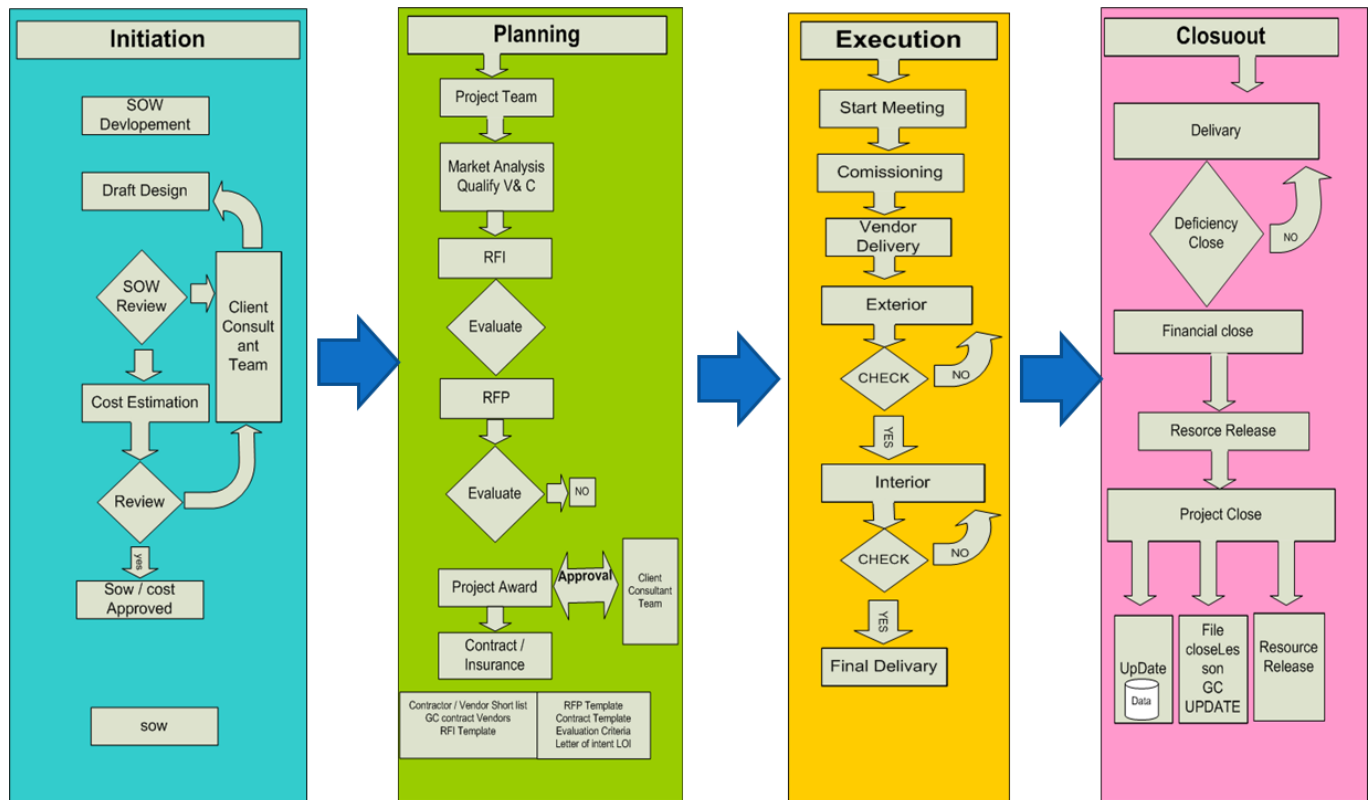 Initiation
SOW
Devlopement
Draft Design
SOW
Review
Client
Consult
ant
Team
Cost Estimation
Review
yes
Sow / cost
Approved
sow
Planning
Project Team
Market Analysis
Qualify V& C
RFI
Evaluate
RFP
Evaluate
NO
Project Award
Approval
Client
Consultant
Team
Contract /
Insurance
Contractor / Vendor Short list
GC contract Vendors
RFI Template
RFP Template
Contract Template
Evaluation Criteria
Letter of intent LOI
Execution
Start Meeting
Comissioning
Vendor
Delivery
Exterior
CHECK
NO
YES
Interior
CHECK
NO
YES
Final Delivary
Closuout
Delivary
Deficiency
Close
NO
Financial close
Resorce Release
Project Close
UpDate
Data
File
closeLes
son
GC
UPDATE
Resource
Release